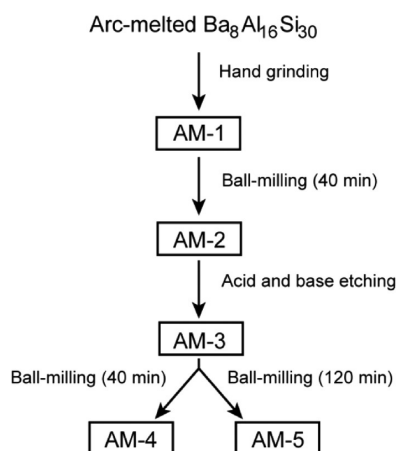 Arc-melted Ba8Al16Si30
Hand grinding
AM-1
Ball-milling (40 min)
AM-2
Acid and base etching
AM-3
Ball-milling (40 min) Ball-milling (120 min)
AM-4 AM-5